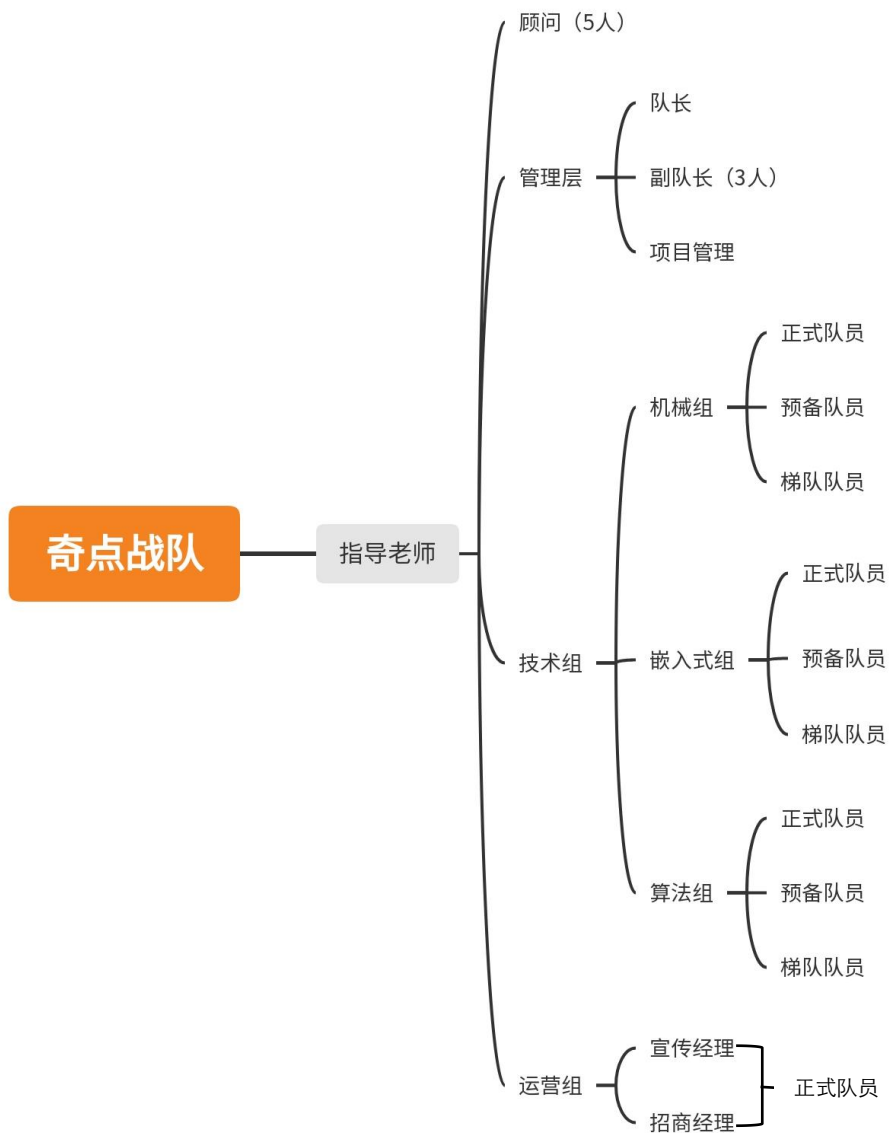 奇点战队
指导老师
顾问（5人）
管理层
队长
副队长（3人）
项目管理
技术组
机械组
正式队员
预备队员
梯队队员
嵌入式组
正式队员
预备队员
梯队队员
算法组
正式队员
预备队员
梯队队员
运营组
宣传经理
招商经理
正式队员